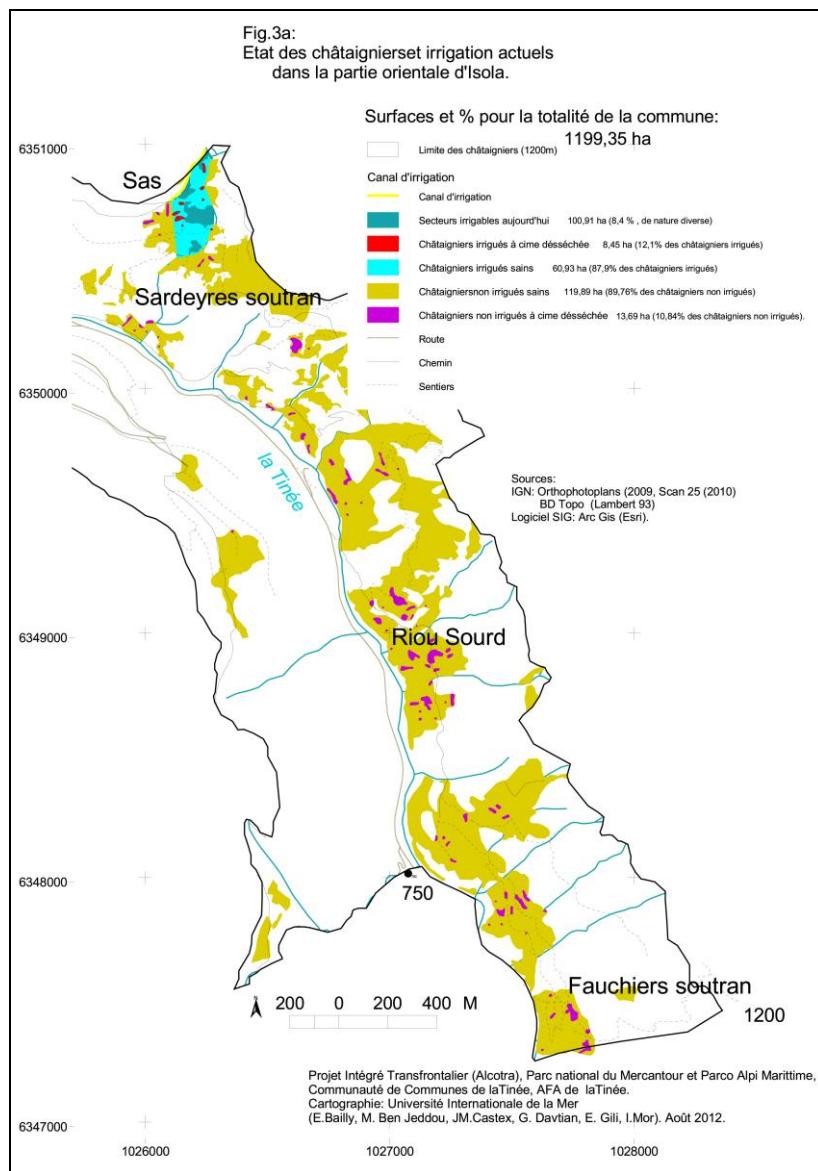 Fig.3a:
Etat des châtaignierset irrigation actuels
dans la partie orientale d'Isola.
Surfaces et % pour la totalité de la commune:
Limite des châtaigniers (1200m) 1199,35 ha
Canal d'irrigation
Canal d'irrigation
Secteurs irrigables aujourd'hui 100,91 ha (8,4 % , de nature diverse)
Châtaigniers irrigués à cime désséchée 8,45 ha (12,1% des châtaigniers irrigués)
Châtaigniers irrigués sains 60,93 ha (87,9% des châtaigniers irrigués)
Châtaigniersnon irrigués sains 119,89 ha (89,76% des châtaigniers non irrigués)
Châtaigniers non irrigués à cime désséchée 13,69 ha (10,84% des châtaigniers non irrigués).
Route
Chemin
Sentiers
6351000
Sas
Sardeyres soutran
6350000
la Tinée
Sources:
IGN: Orthophotoplans (2009, Scan 25 (2010)
BD Topo (Lambert 93)
Logiciel SIG: Arc Gis (Esri).
6349000
Riou Sourd
6348000
750
Fauchiers soutran
1200
200 0 200 400 M
Projet Intégré Transfrontalier (Alcotra), Parc national du Mercantour et Parco Alpi Marittime,
Communauté de Communes de laTinée, AFA de laTinée.
Cartographie: Université Internationale de la Mer
(E.Bailly, M. Ben Jeddou, JM.Castex, G. Davtian, E. Gili, I.Mor). Août 2012.
6347000
1026000 1027000 1028000